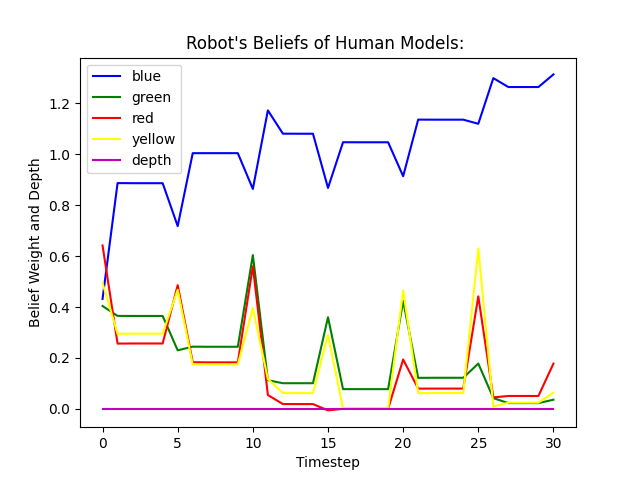 Robot's Beliefs of Human Models:
blue
green
red
yellow
depth
Belief Weight and Depth
1.2
1.0
0.8
0.6
0.4
0.2
0.0
0 5 10 15 20 25 30
Timestep